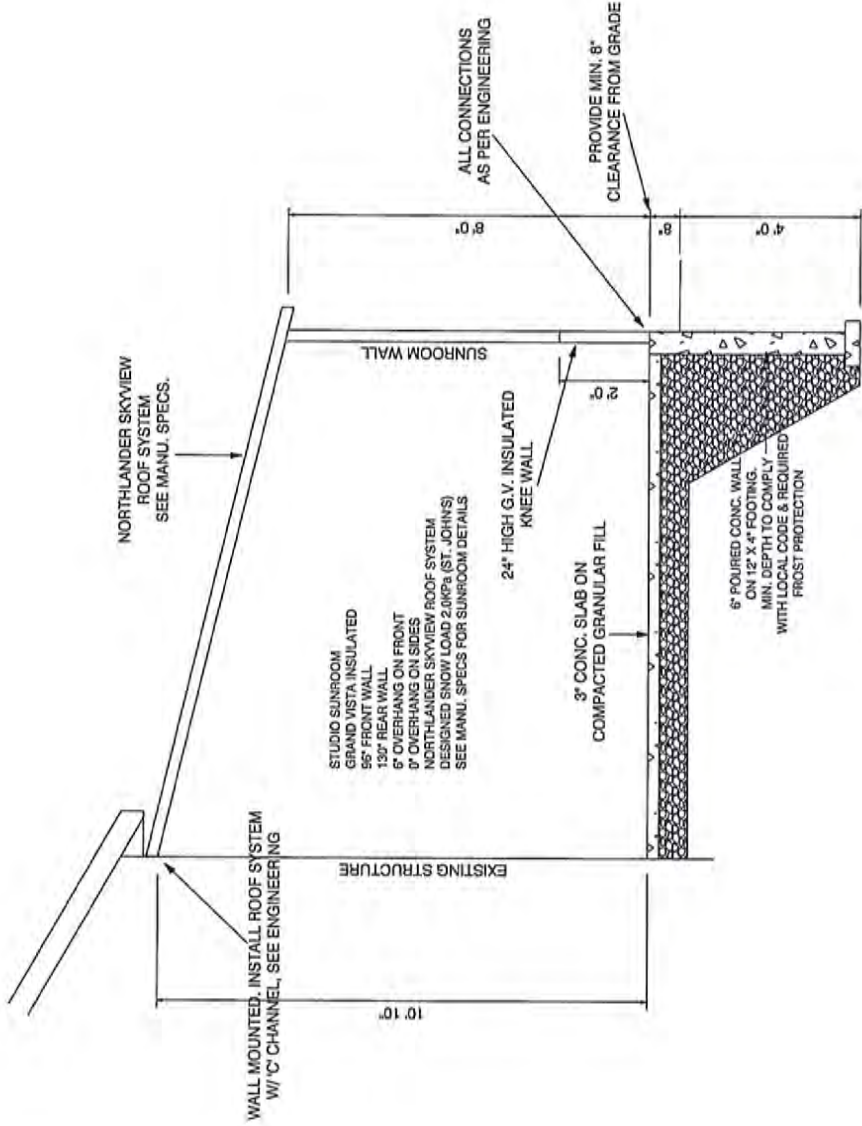 NORTHLANDER SKYVIEW
ROOF SYSTEM
SEE MANU. SPECS.
WALL MOUNTED. INSTALL ROOF SYSTEM
W/ 'C' CHANNEL, SEE ENGINEERING
10' 10"
EXISTING STRUCTURE
STUDIO SUNROOM
GRAND VISTA INSULATED
96" FRONT WALL
130" REAR WALL
6" OVERHANG ON FRONT
0" OVERHANG ON SIDES
NORTHLANDER SKYVIEW ROOF SYSTEM
DESIGNED SNOW LOAD 2.0KPa (ST. JOHN'S)
SEE MANU. SPECS FOR SUNROOM DETAILS
SUNROOM WALL
8' 0"
ALL CONNECTIONS
AS PER ENGINEERING
24" HIGH G.V. INSULATED
KNEE WALL
2' 0"
PROVIDE MIN. 8"
CLEARANCE FROM GRADE
8"
4' 0"
3" CONC. SLAB ON
COMPACTED GRANULAR FILL
6" POURED CONC. WALL
ON 12" X 4" FOOTING.
MIN. DEPTH TO COMPLY
WITH LOCAL CODE & REQUIRED
FROST PROTECTION